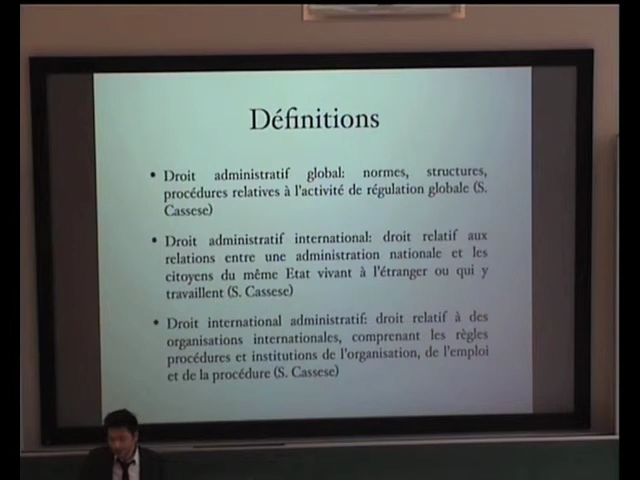 Définitions
• Droit administratif global: normes, structures,
procédures relatives à l'activité de régulation globale (S.
Cassese)
• Droit administratif international: droit relatif aux
relations entre une administration nationale et les
citoyens du même Etat vivant à l'étranger ou qui y
travaillent (S. Cassese)
• Droit international administratif: droit relatif à des
organisations internationales, comprenant les règles
procédures et institutions de l'organisation, de l'emploi
et de la procédure (S. Cassese)